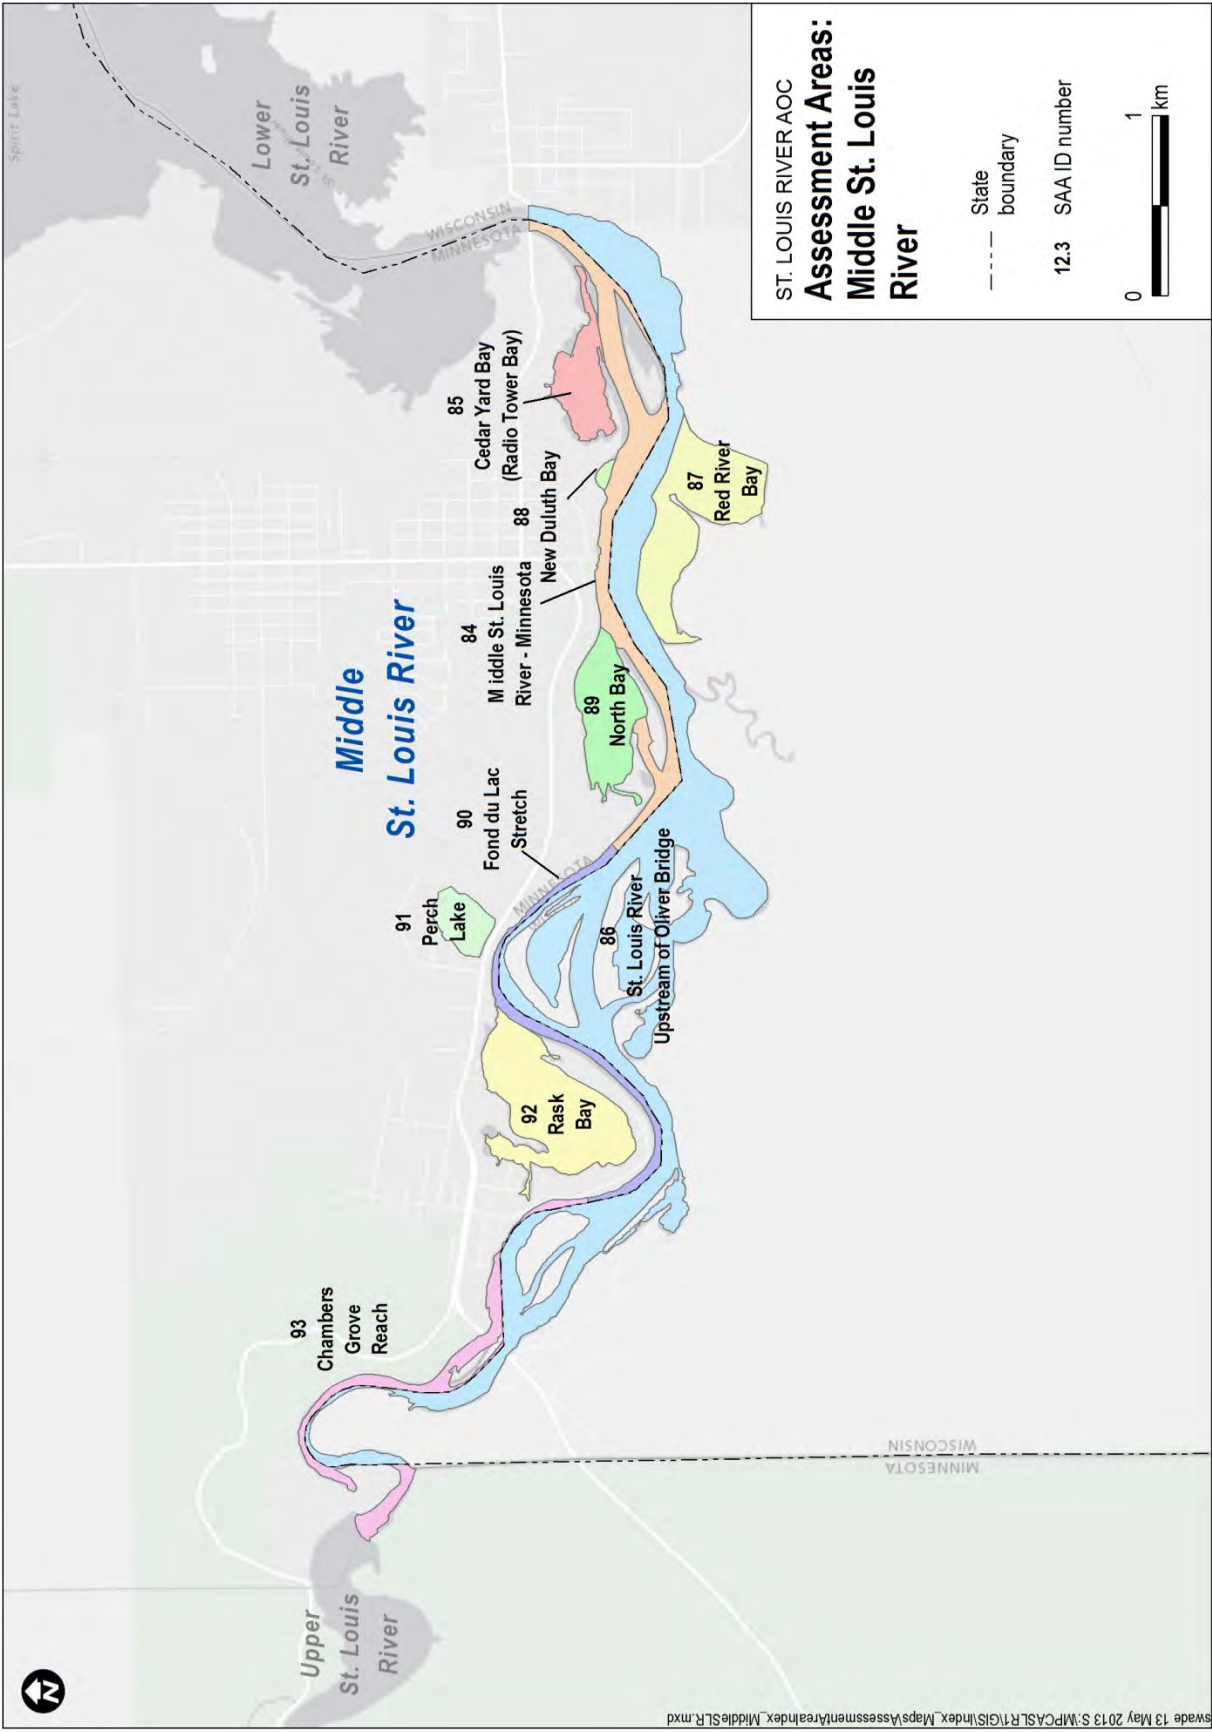 N
Spirit Lake
Lower
St. Louis
River
WISCONSIN
MINNESOTA
Middle
St. Louis River
85
Cedar Yard Bay
(Radio Tower Bay)
88
New Duluth Bay
84
M iddle St. Louis
River - Minnesota
87
Red River
Bay
89
North Bay
90
Fond du Lac
Stretch
MINNESOTA
91
Perch
Lake
86
St. Louis River
Upstream of Oliver Bridge
92
Rask
Bay
93
Chambers
Grove
Reach
WISCONSIN
MINNESOTA
Upper
St. Louis
River
ST. LOUIS RIVER AOC
Assessment Areas:
Middle St. Louis
River
State
boundary
12.3 SAA ID number
0 1
km
swade 13 May 2013 S:\MPCASLR1\GIS\Index_Maps\AssessmentAreaIndex_MiddleSLR.mxd